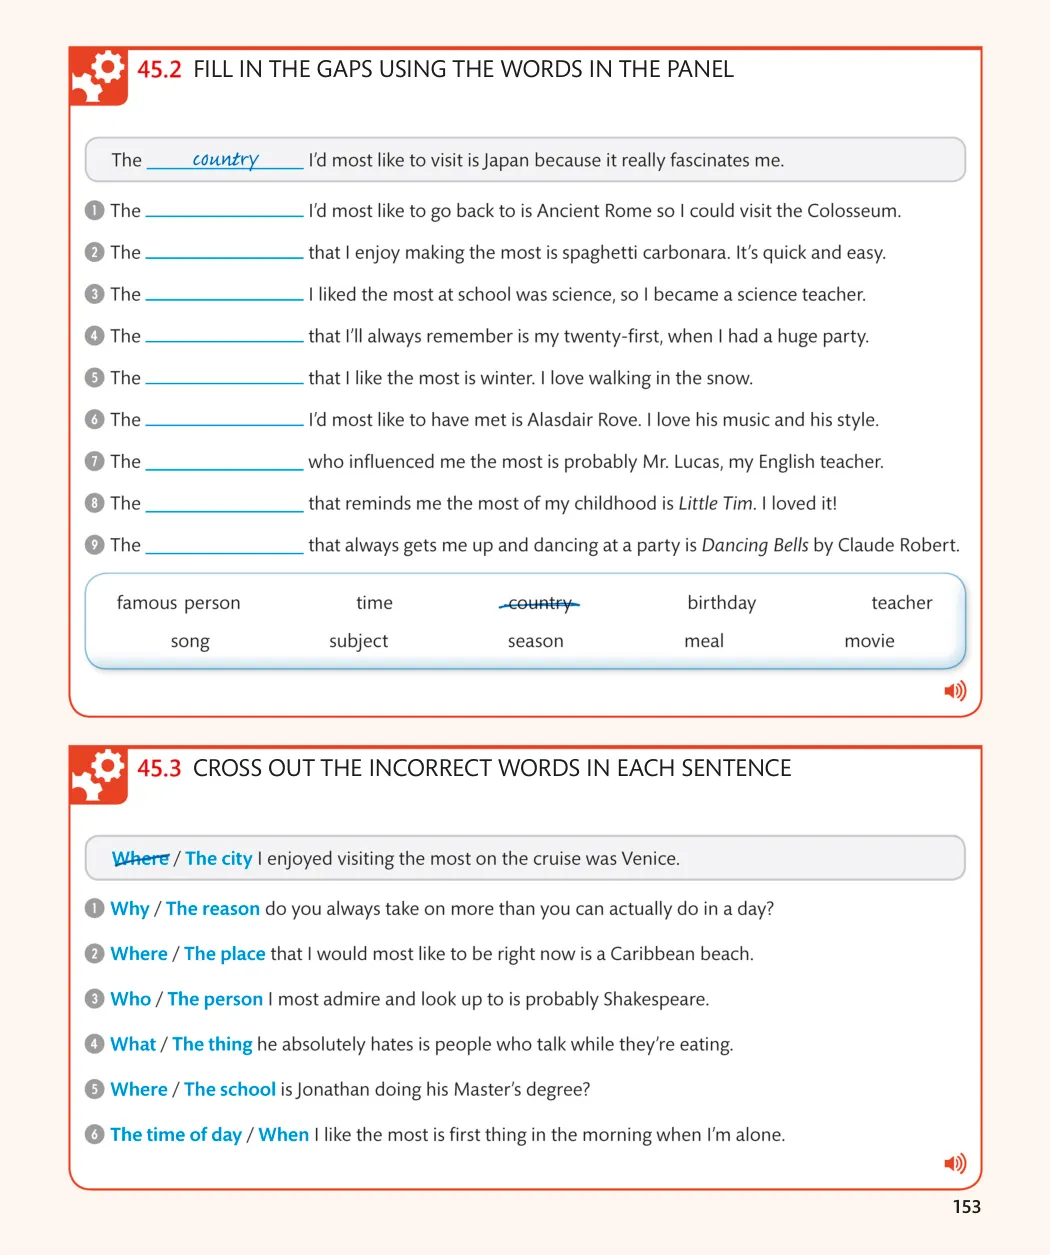 45.2 FILL IN THE GAPS USING THE WORDS IN THE PANEL
The country I’d most like to visit is Japan because it really fascinates me.
1 The ________ I’d most like to go back to is Ancient Rome so I could visit the Colosseum.
2 The ________ that I enjoy making the most is spaghetti carbonara. It’s quick and easy.
3 The ________ I liked the most at school was science, so I became a science teacher.
4 The ________ that I’ll always remember is my twenty-first, when I had a huge party.
5 The ________ that I like the most is winter. I love walking in the snow.
6 The ________ I’d most like to have met is Alasdair Rove. I love his music and his style.
7 The ________ who influenced me the most is probably Mr. Lucas, my English teacher.
8 The ________ that reminds me the most of my childhood is Little Tim. I loved it!
9 The ________ that always gets me up and dancing at a party is Dancing Bells by Claude Robert.
famous person time country birthday teacher
song subject season meal movie
45.3 CROSS OUT THE INCORRECT WORDS IN EACH SENTENCE
Where / The city I enjoyed visiting the most on the cruise was Venice.
1 Why / The reason do you always take on more than you can actually do in a day?
2 Where / The place that I would most like to be right now is a Caribbean beach.
3 Who / The person I most admire and look up to is probably Shakespeare.
4 What / The thing he absolutely hates is people who talk while they’re eating.
5 Where / The school is Jonathan doing his Master’s degree?
6 The time of day / When I like the most is first thing in the morning when I’m alone.
153